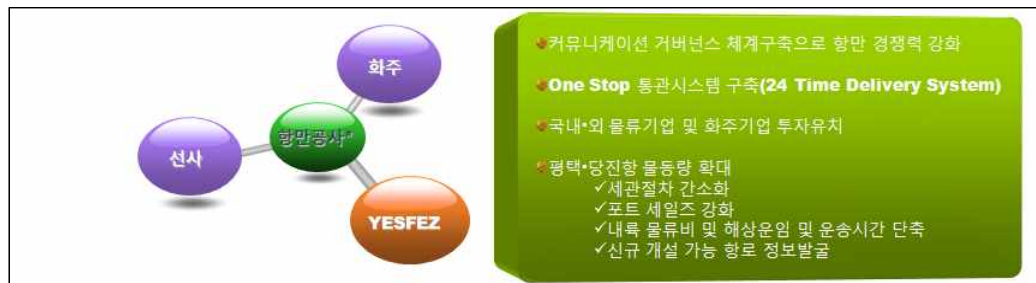 화주
항만공사*
선사
YESFEZ
커뮤니케이션 거버넌스 체계구축으로 항만 경쟁력 강화
One Stop 통관시스템 구축(24 Time Delivery System)
국내•외 물류기업 및 화주기업 투자유치
평택•당진항 물동량 확대
✓세관절차 간소화
✓포트 세일즈 강화
✓내륙 물류비 및 해상운임 및 운송시간 단축
✓신규 개설 가능 항로 정보발굴